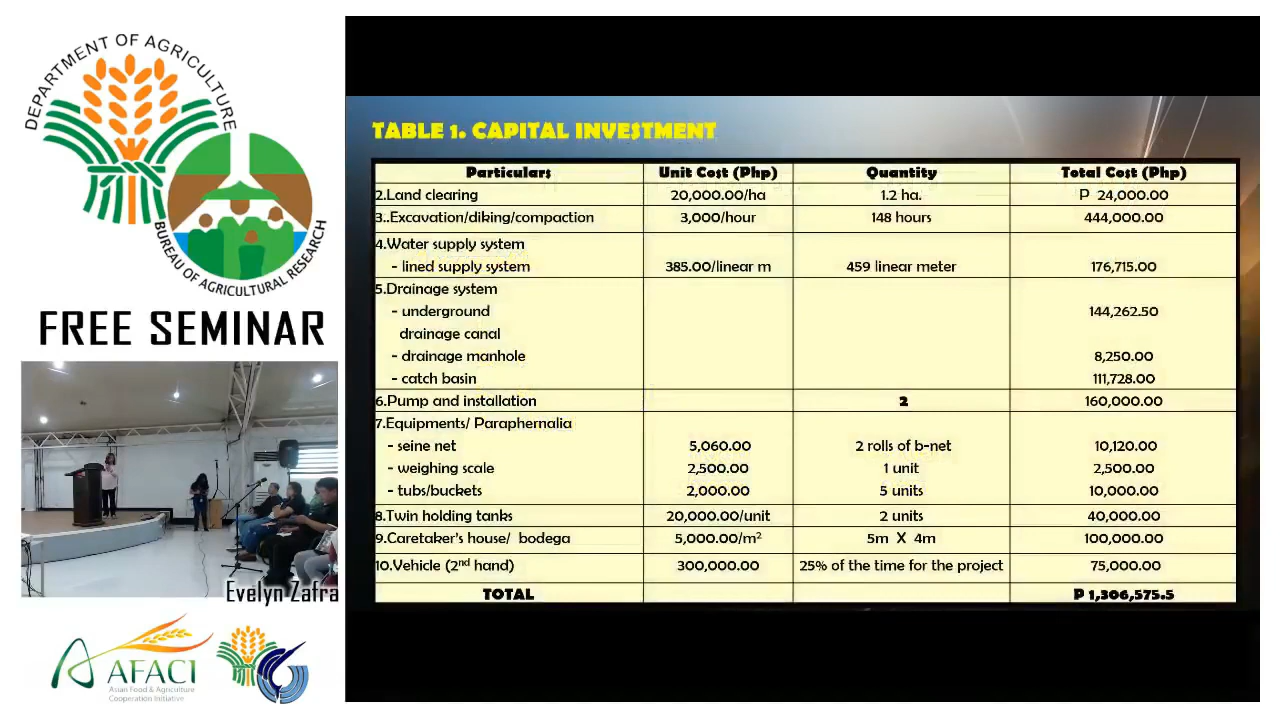 DEPARTMENT OF AGRICULTURE
BUREAU OF AGRICULTURAL RESEARCH
FREE SEMINAR
Evelyn Zafra
AFACI
Asian Food & Agriculture
Cooperation Initiative
TABLE 1. CAPITAL INVESTMENT
Particulars Unit Cost (Php) Quantity Total Cost (Php)
2.Land clearing 20,000.00/ha 1.2 ha. P 24,000.00
3..Excavation/diking/compaction 3,000/hour 148 hours 444,000.00
4.Water supply system
- lined supply system 385.00/linear m 459 linear meter 176,715.00
5.Drainage system
- underground 144,262.50
drainage canal
- drainage manhole 8,250.00
- catch basin 111,728.00
6.Pump and installation 2 160,000.00
7.Equipments/ Paraphernalia
- seine net 5,060.00 2 rolls of b-net 10,120.00
- weighing scale 2,500.00 1 unit 2,500.00
- tubs/buckets 2,000.00 5 units 10,000.00
8.Twin holding tanks 20,000.00/unit 2 units 40,000.00
9.Caretaker's house/ bodega 5,000.00/m² 5m X 4m 100,000.00
10.Vehicle (2nd hand) 300,000.00 25% of the time for the project 75,000.00
TOTAL P 1,306,575.5